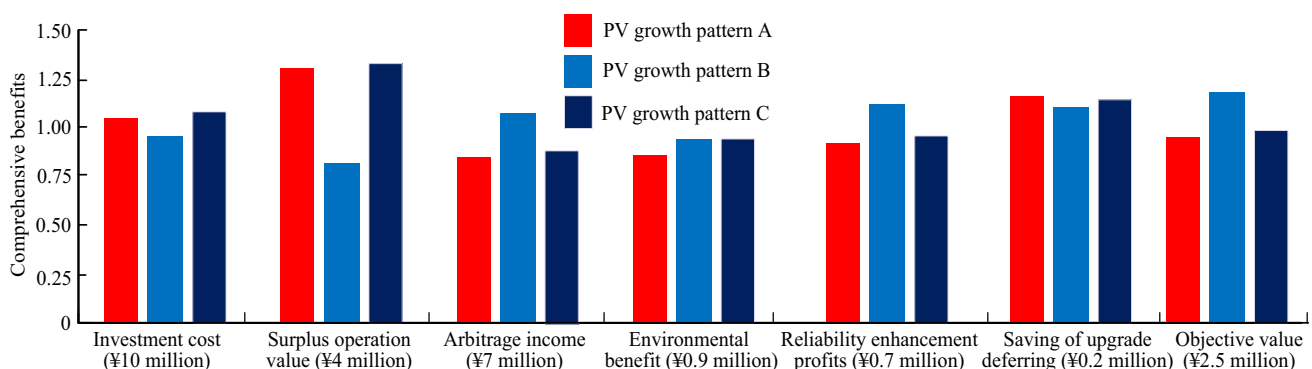 Comprehensive benefits
1.50
1.25
1.00
0.75
0.50
0.25
0
PV growth pattern A
PV growth pattern B
PV growth pattern C
Investment cost
(¥10 million)
Surplus operation
value (¥4 million)
Arbitrage income
(¥7 million)
Environmental
benefit (¥0.9 million)
Reliability enhancement
profits (¥0.7 million)
Saving of upgrade
deferring (¥0.2 million)
Objective value
(¥2.5 million)